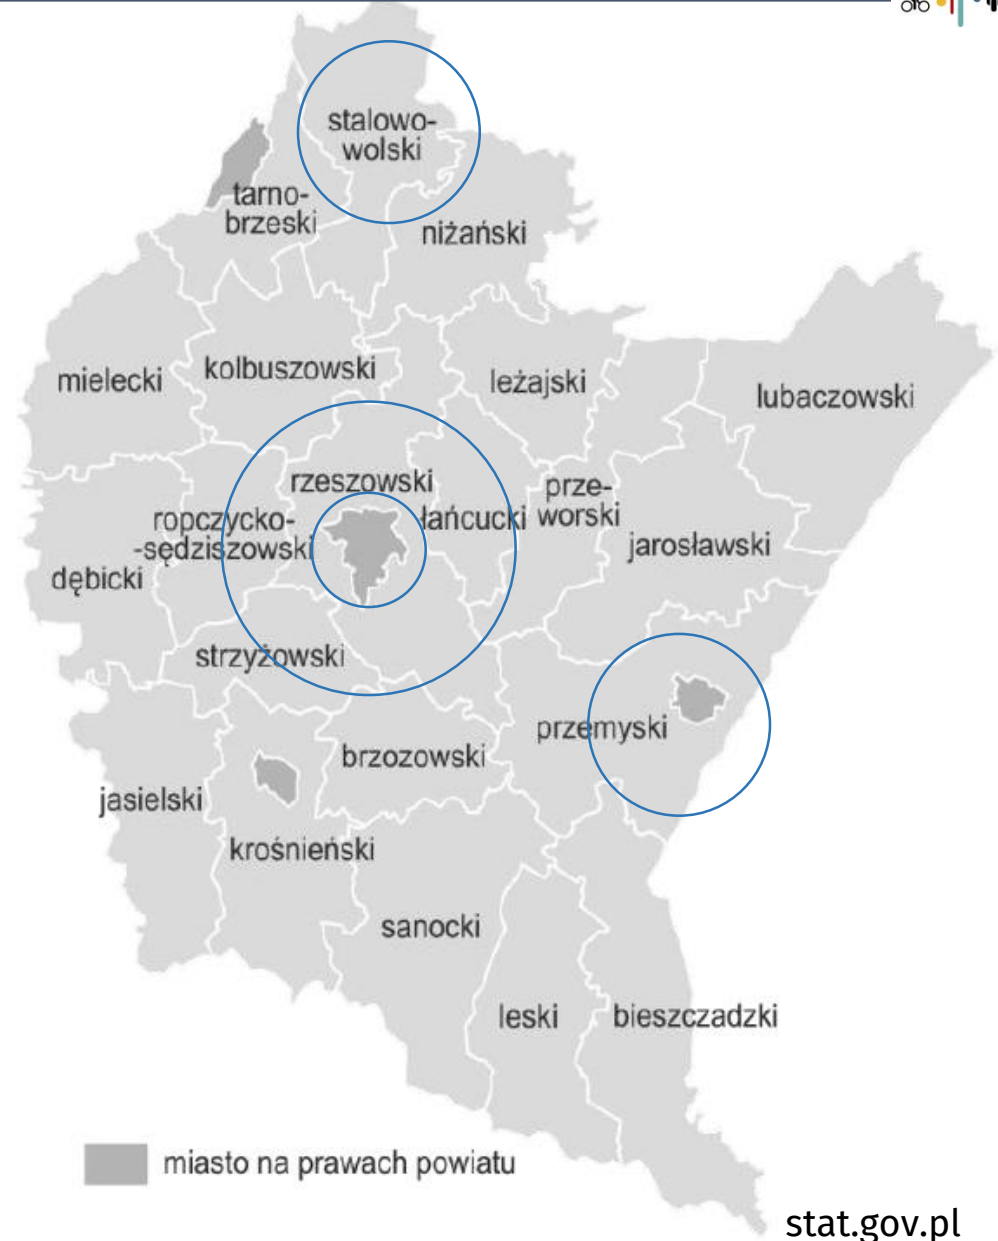 stalowo-
wolski
tarno-
brzeski
niżański
mielecki
kolbuszowski
leżajski
lubaczowski
rzeszowski
łańcucki
prze-
worski
ropczycko-
-sędziszowski
jarosławski
dębicki
strzyżowski
przemyski
brzozowski
jasielski
krośnieński
sanocki
leski
bieszczadzki
miasto na prawach powiatu
stat.gov.pl